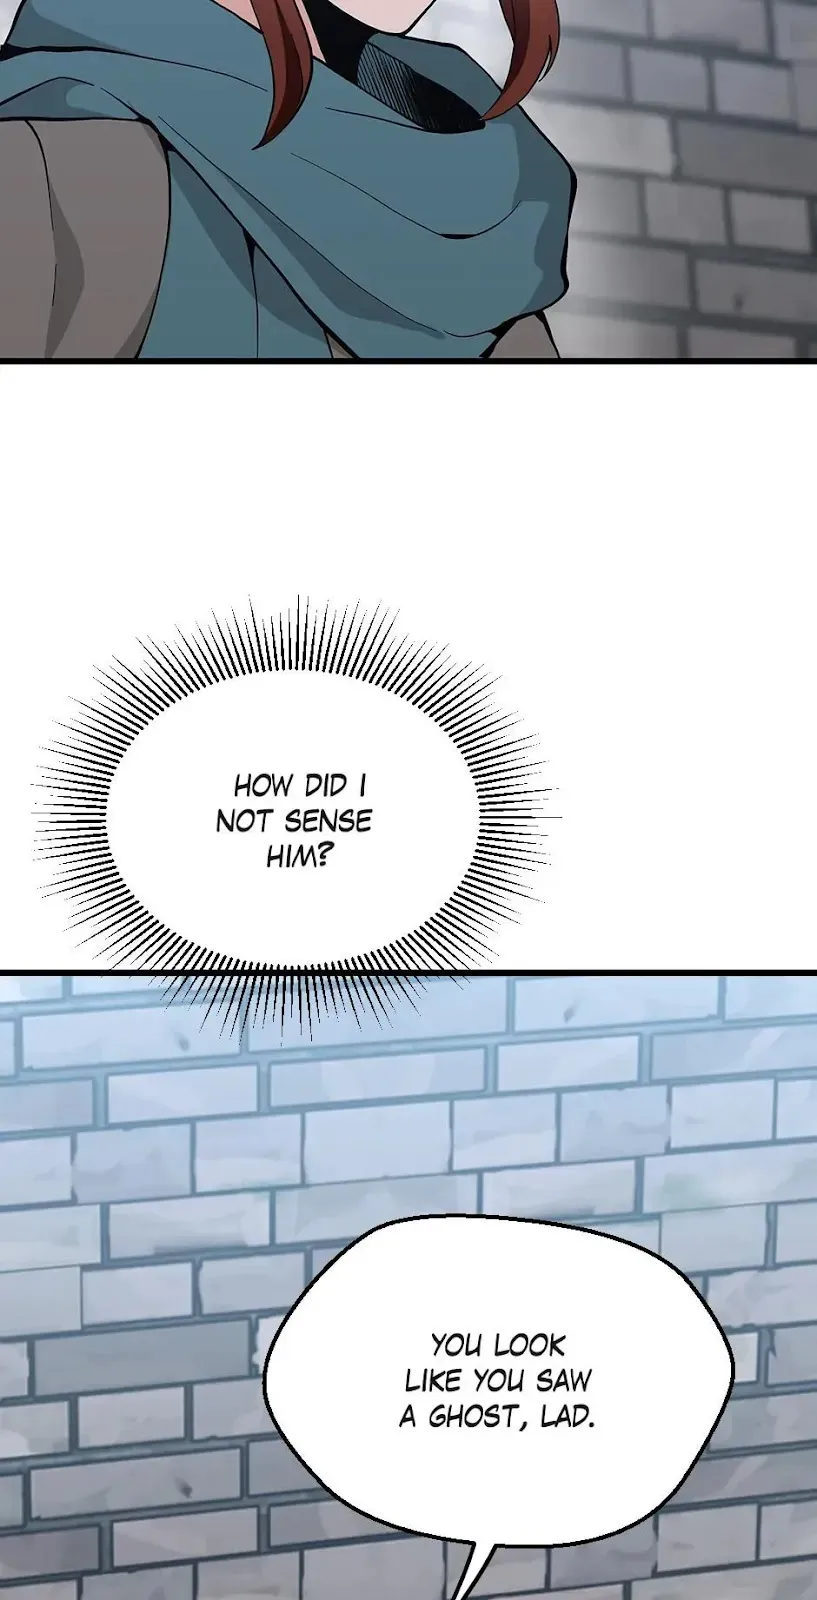 HOW DID I
NOT SENSE
HIM?
YOU LOOK
LIKE YOU SAW
A GHOST, LAD.